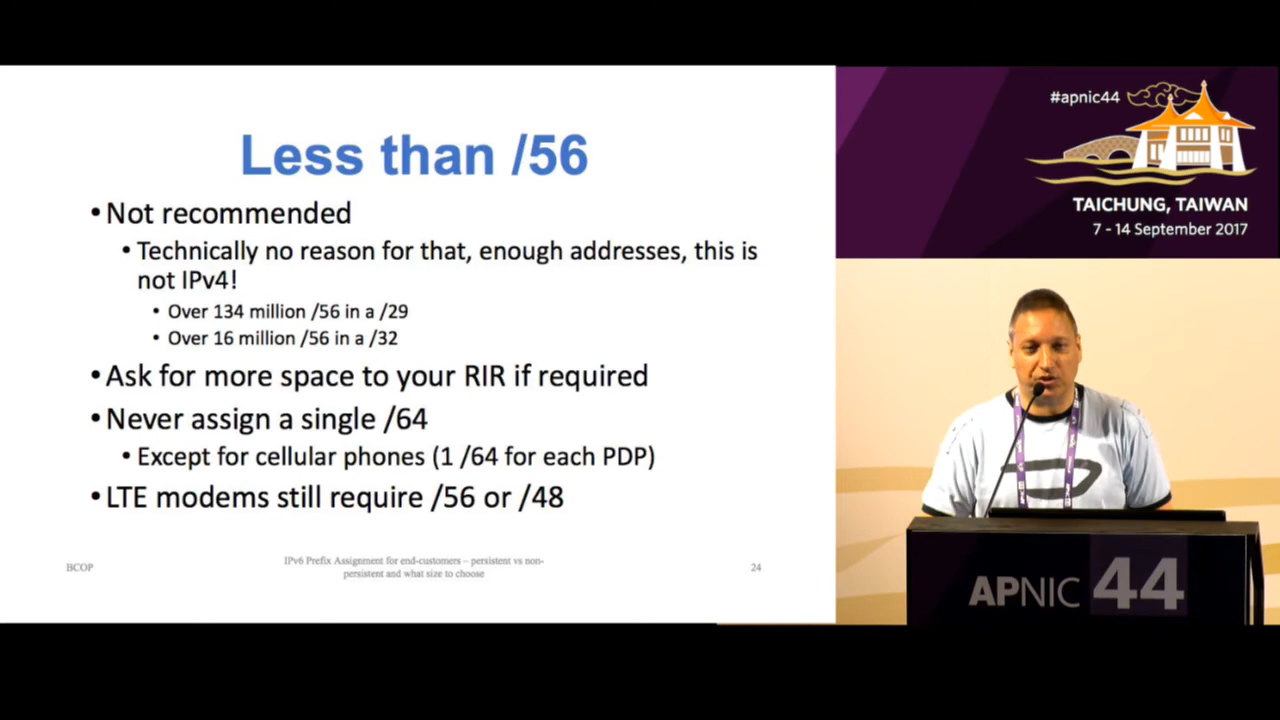 Less than /56
• Not recommended
• Technically no reason for that, enough addresses, this is
not IPv4!
• Over 134 million /56 in a /29
• Over 16 million /56 in a /32
• Ask for more space to your RIR if required
• Never assign a single /64
• Except for cellular phones (1 /64 for each PDP)
• LTE modems still require /56 or /48
BCOP
IPv6 Prefix Assignment for end-customers – persistent vs non-
persistent and what size to choose
24
#apnic44
TAICHUNG, TAIWAN
7 - 14 September 2017
APNIC 44